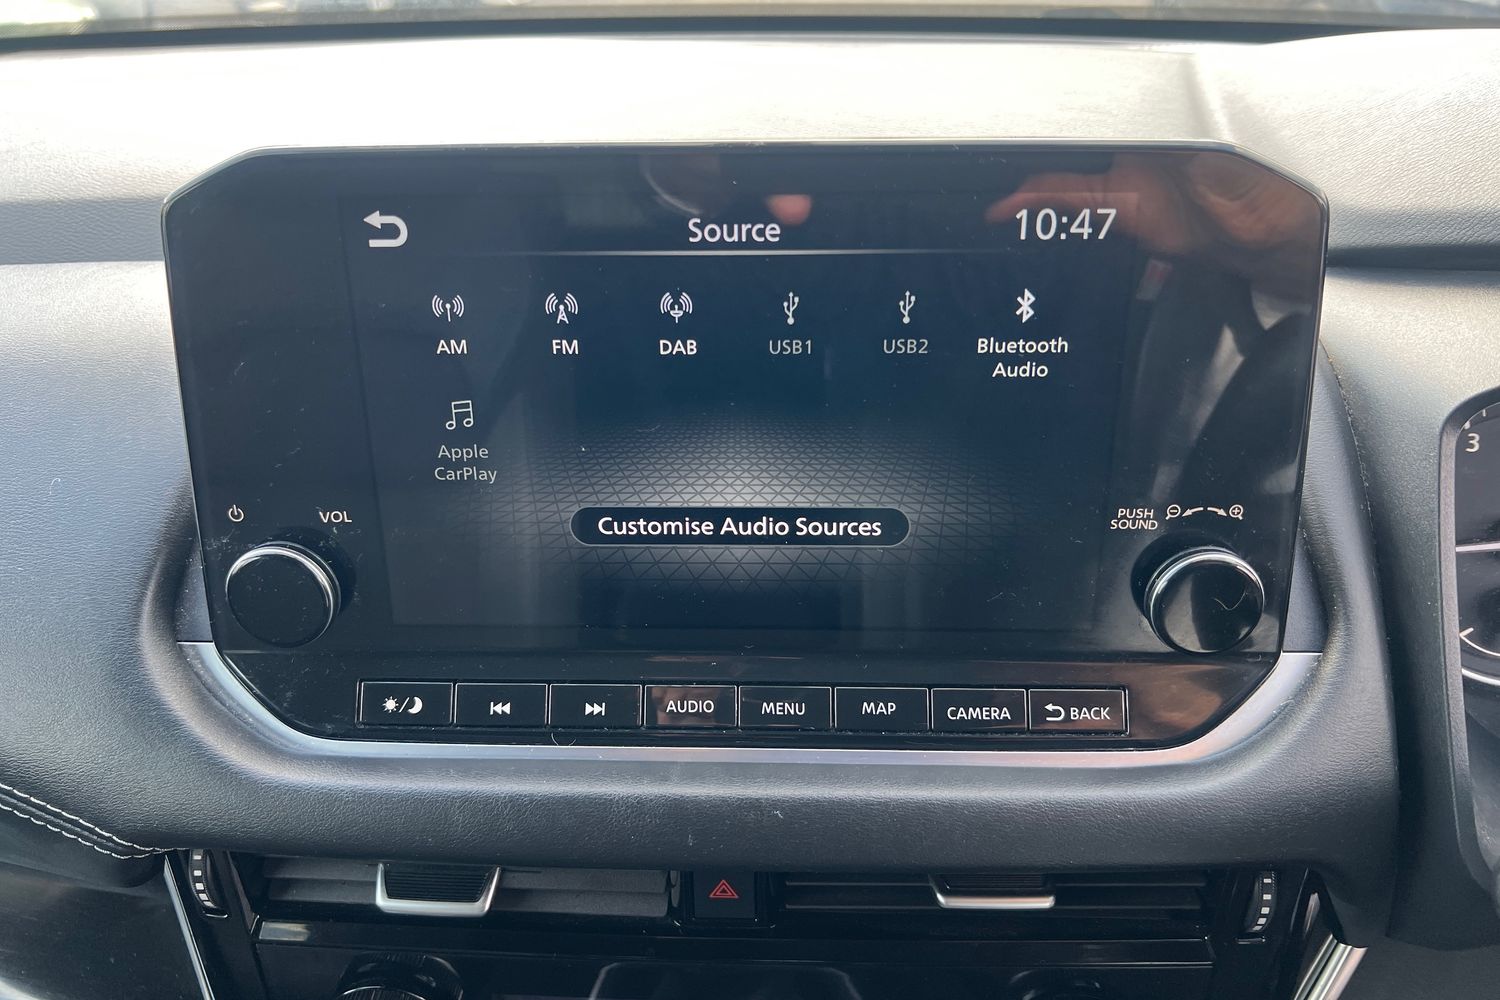 Source
10:47
AM
FM
DAB
USB1
USB2
Bluetooth
Audio
Apple
CarPlay
VOL
PUSH
SOUND
Customise Audio Sources
AUDIO
MENU
MAP
CAMERA
BACK
3